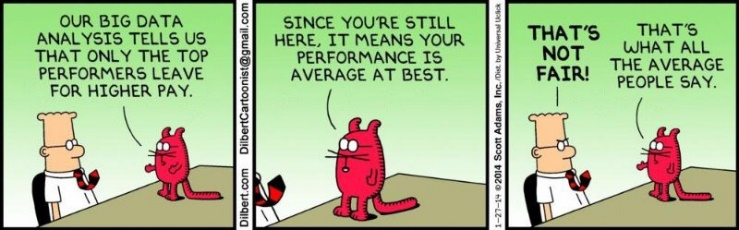 OUR BIG DATA
ANALYSIS TELLS US
THAT ONLY THE TOP
PERFORMERS LEAVE
FOR HIGHER PAY.
Dilbert.com DilbertCartoonist@gmail.com
SINCE YOU'RE STILL
HERE, IT MEANS YOUR
PERFORMANCE IS
AVERAGE AT BEST.
1-27-14 ©2014 Scott Adams, Inc./Dist. by Universal Uclick
THAT'S
NOT
FAIR!
THAT'S
WHAT ALL
THE AVERAGE
PEOPLE SAY.